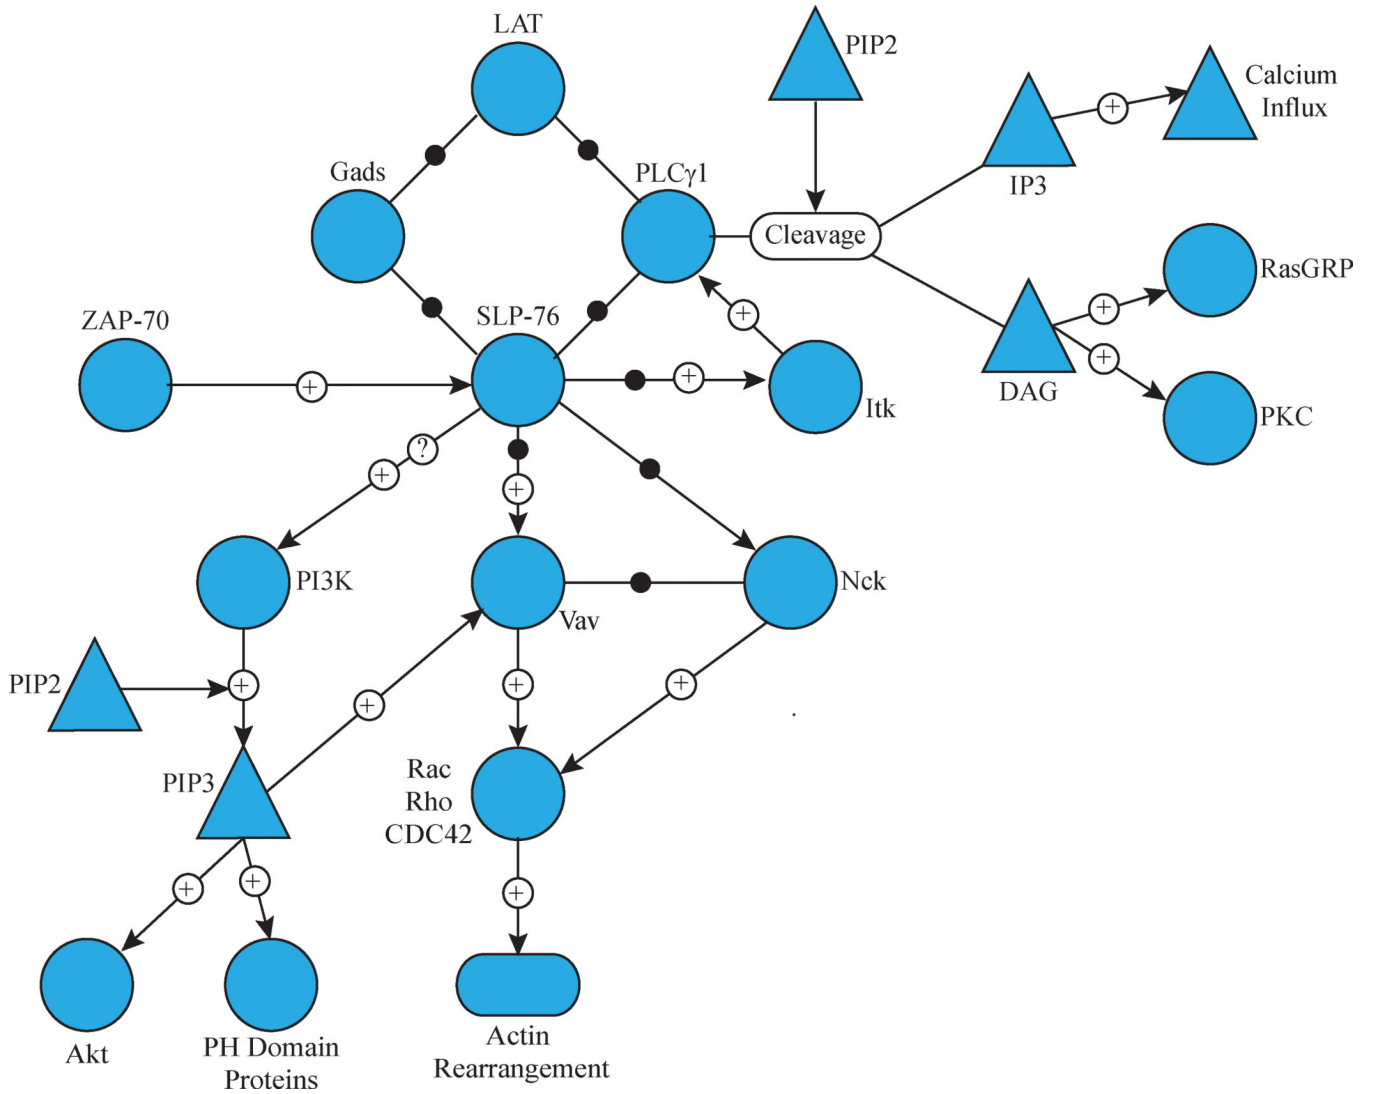 LAT
PIP2
Calcium
Influx
Gads
PLCγ1
IP3
Cleavage
RasGRP
ZAP-70
SLP-76
+
+
+
+
+
+
DAG
Itk
PKC
?
+
+
PI3K
Vav
Nck
PIP2
+
+
+
+
PIP3
Rac
Rho
CDC42
+
+
+
Akt
PH Domain
Proteins
Actin
Rearrangement